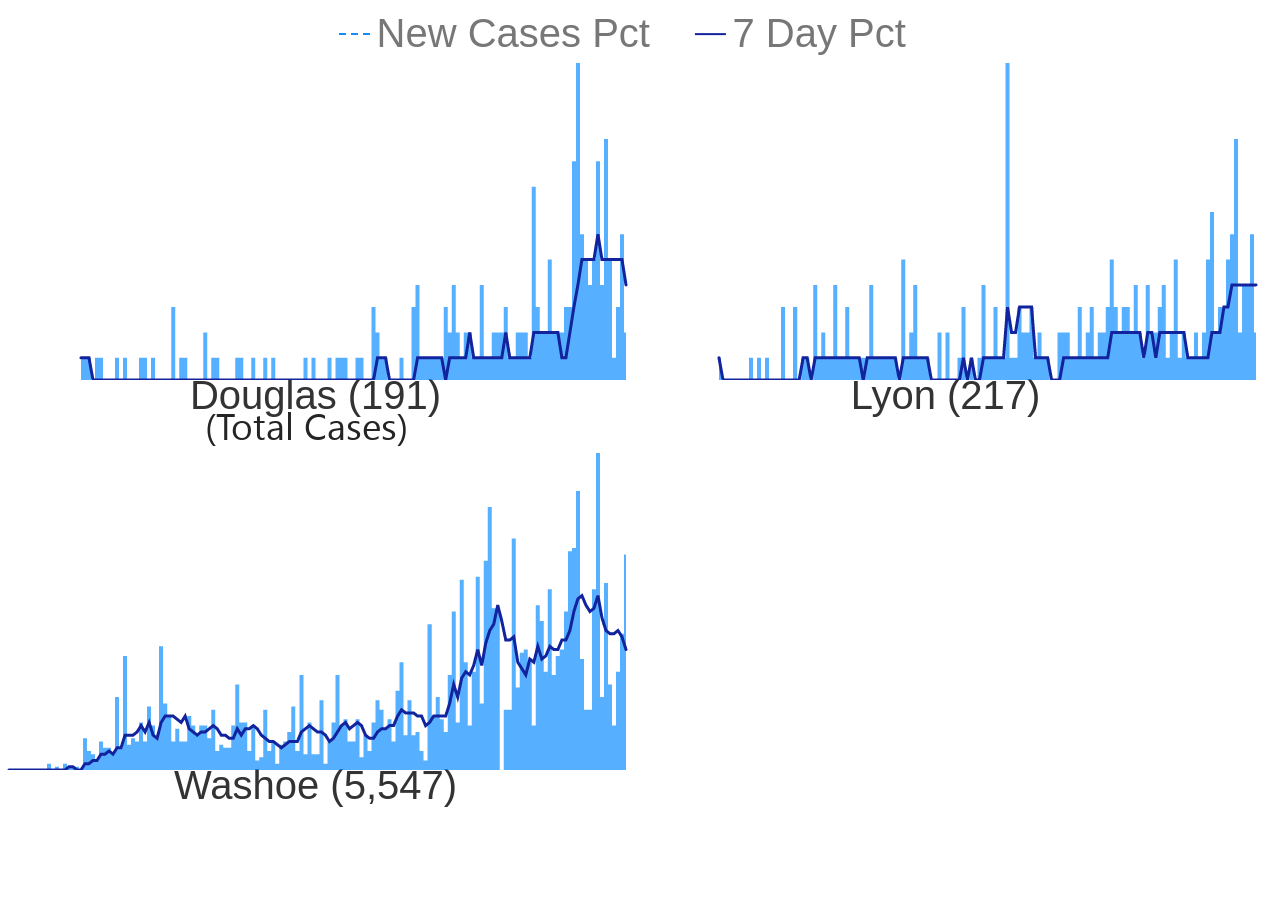 New Cases Pct 7 Day Pct
Douglas (191) Lyon (217)
(Total Cases)
Washoe (5,547)